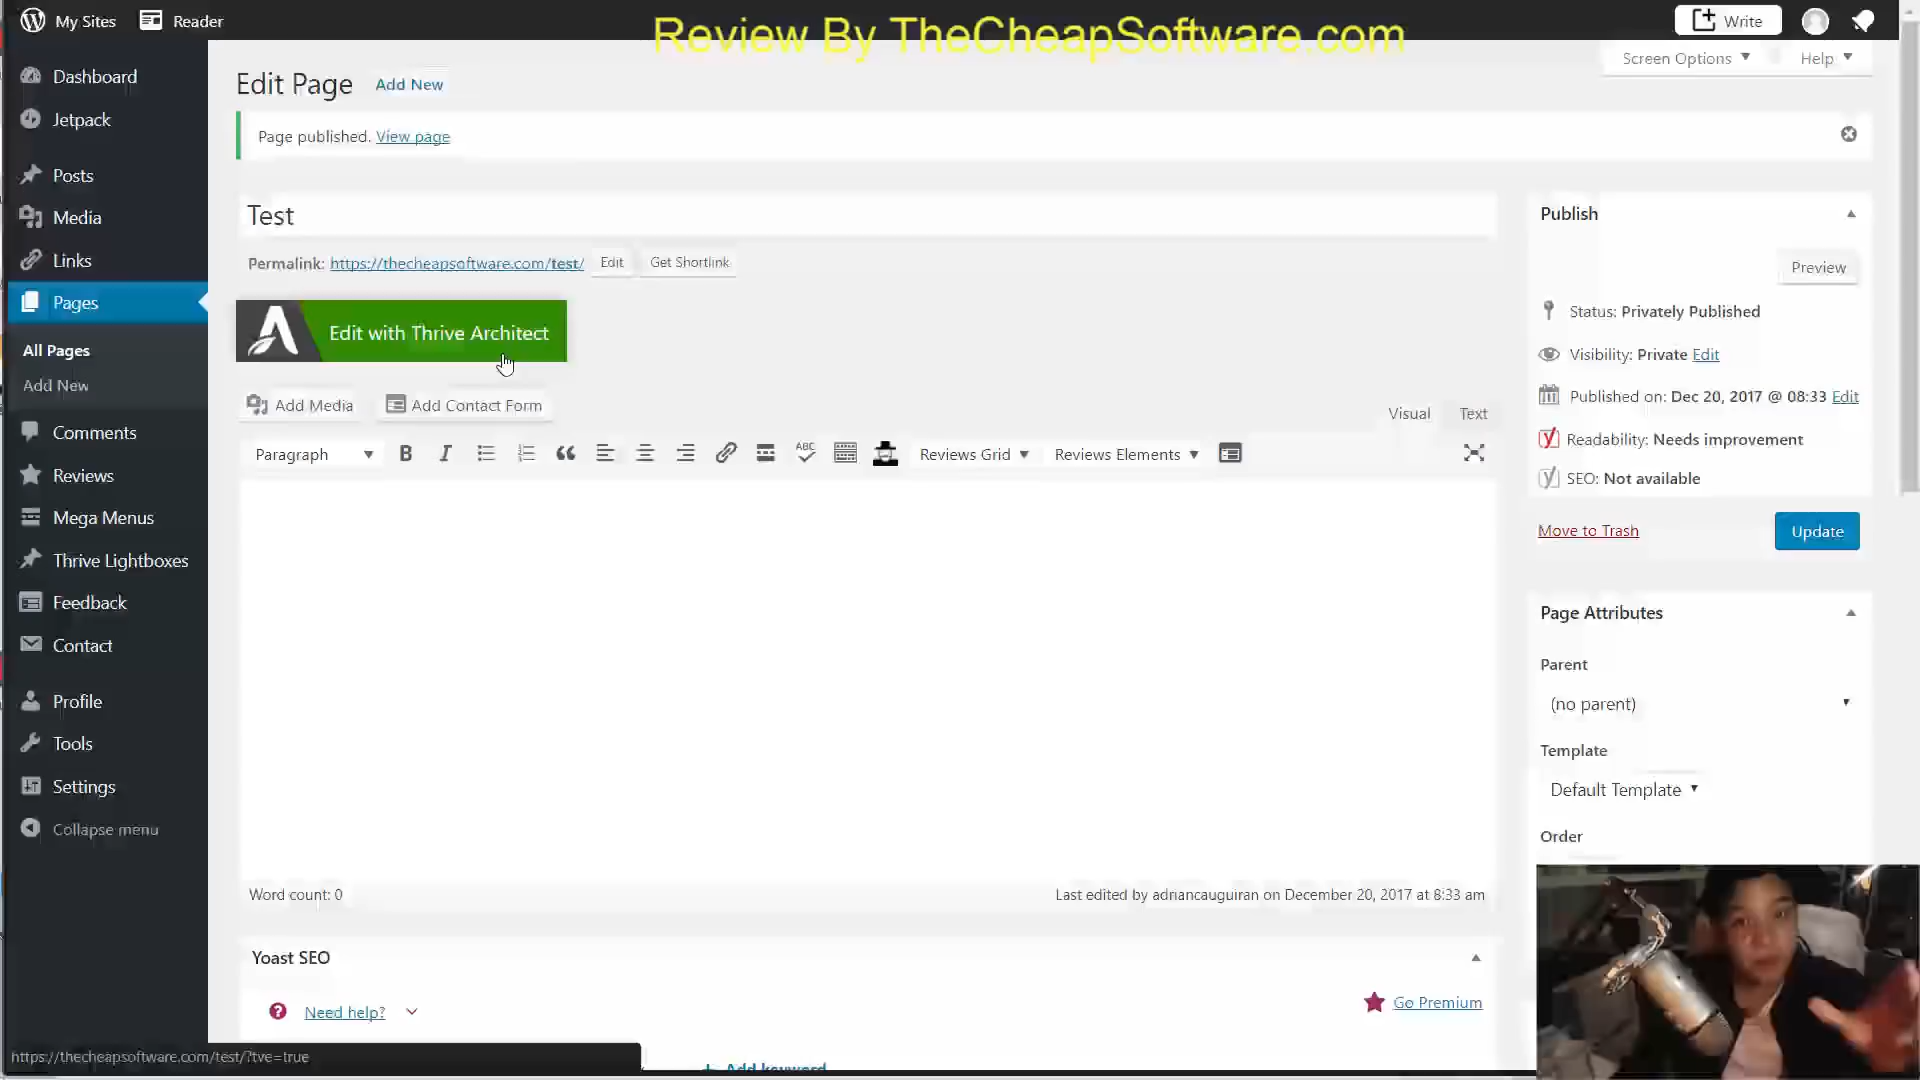 My Sites
Reader
Review By TheCheapSoftware.com
Write
Dashboard
Jetpack
Posts
Media
Links
Pages
All Pages
Add New
Comments
Reviews
Mega Menus
Thrive Lightboxes
Feedback
Contact
Profile
Tools
Settings
Collapse menu
Screen Options
Help
Edit Page Add New
Page published. View page
Test
Permalink: https://thecheapsoftware.com/test/ Edit Get Shortlink
Edit with Thrive Architect
Add Media Add Contact Form
Visual Text
Paragraph B I ABC Reviews Grid Reviews Elements
Word count: 0
Last edited by adriancauguiran on December 20, 2017 at 8:33 am
Yoast SEO
Need help?
Go Premium
Add keyword
Publish
Preview
Status: Privately Published
Visibility: Private Edit
Published on: Dec 20, 2017 @ 08:33 Edit
Readability: Needs improvement
SEO: Not available
Move to Trash
Update
Page Attributes
Parent
(no parent)
Template
Default Template
Order
https://thecheapsoftware.com/test/?tve=true